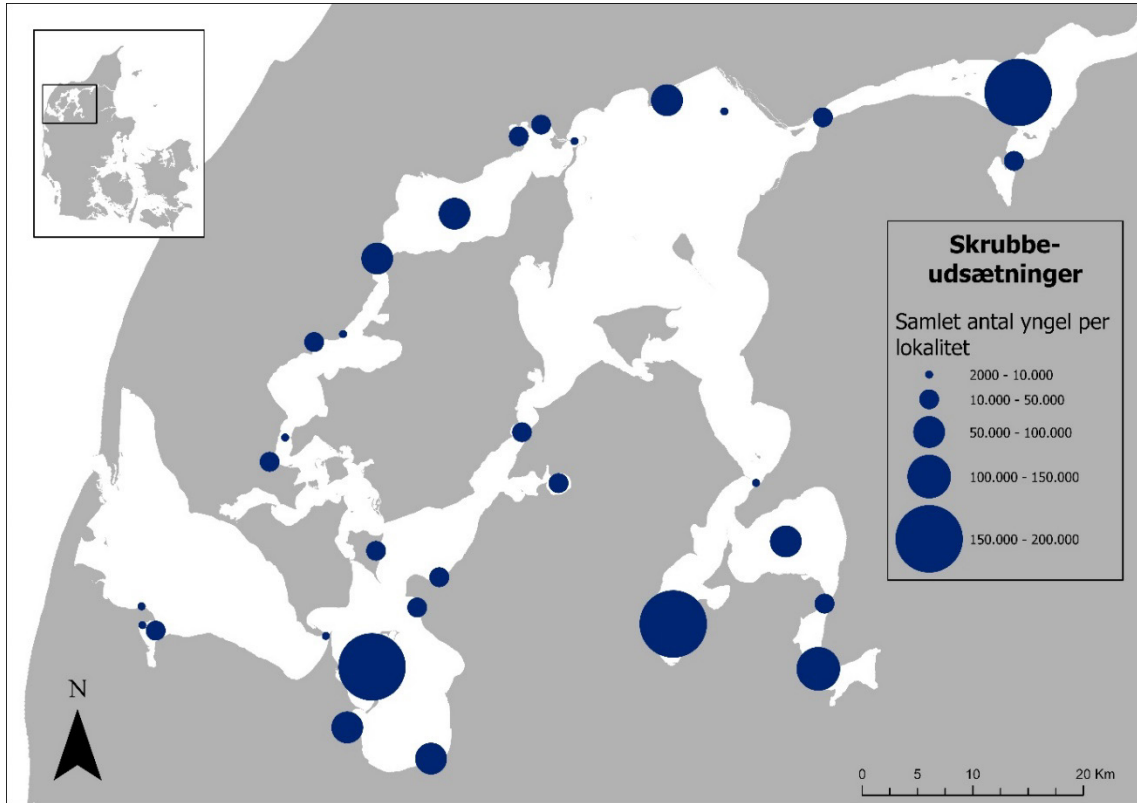 Skrubbe-
udsætninger
Samlet antal yngel per
lokalitet
2000 - 10.000
10.000 - 50.000
50.000 - 100.000
100.000 - 150.000
150.000 - 200.000
N
0 5 10 20 Km